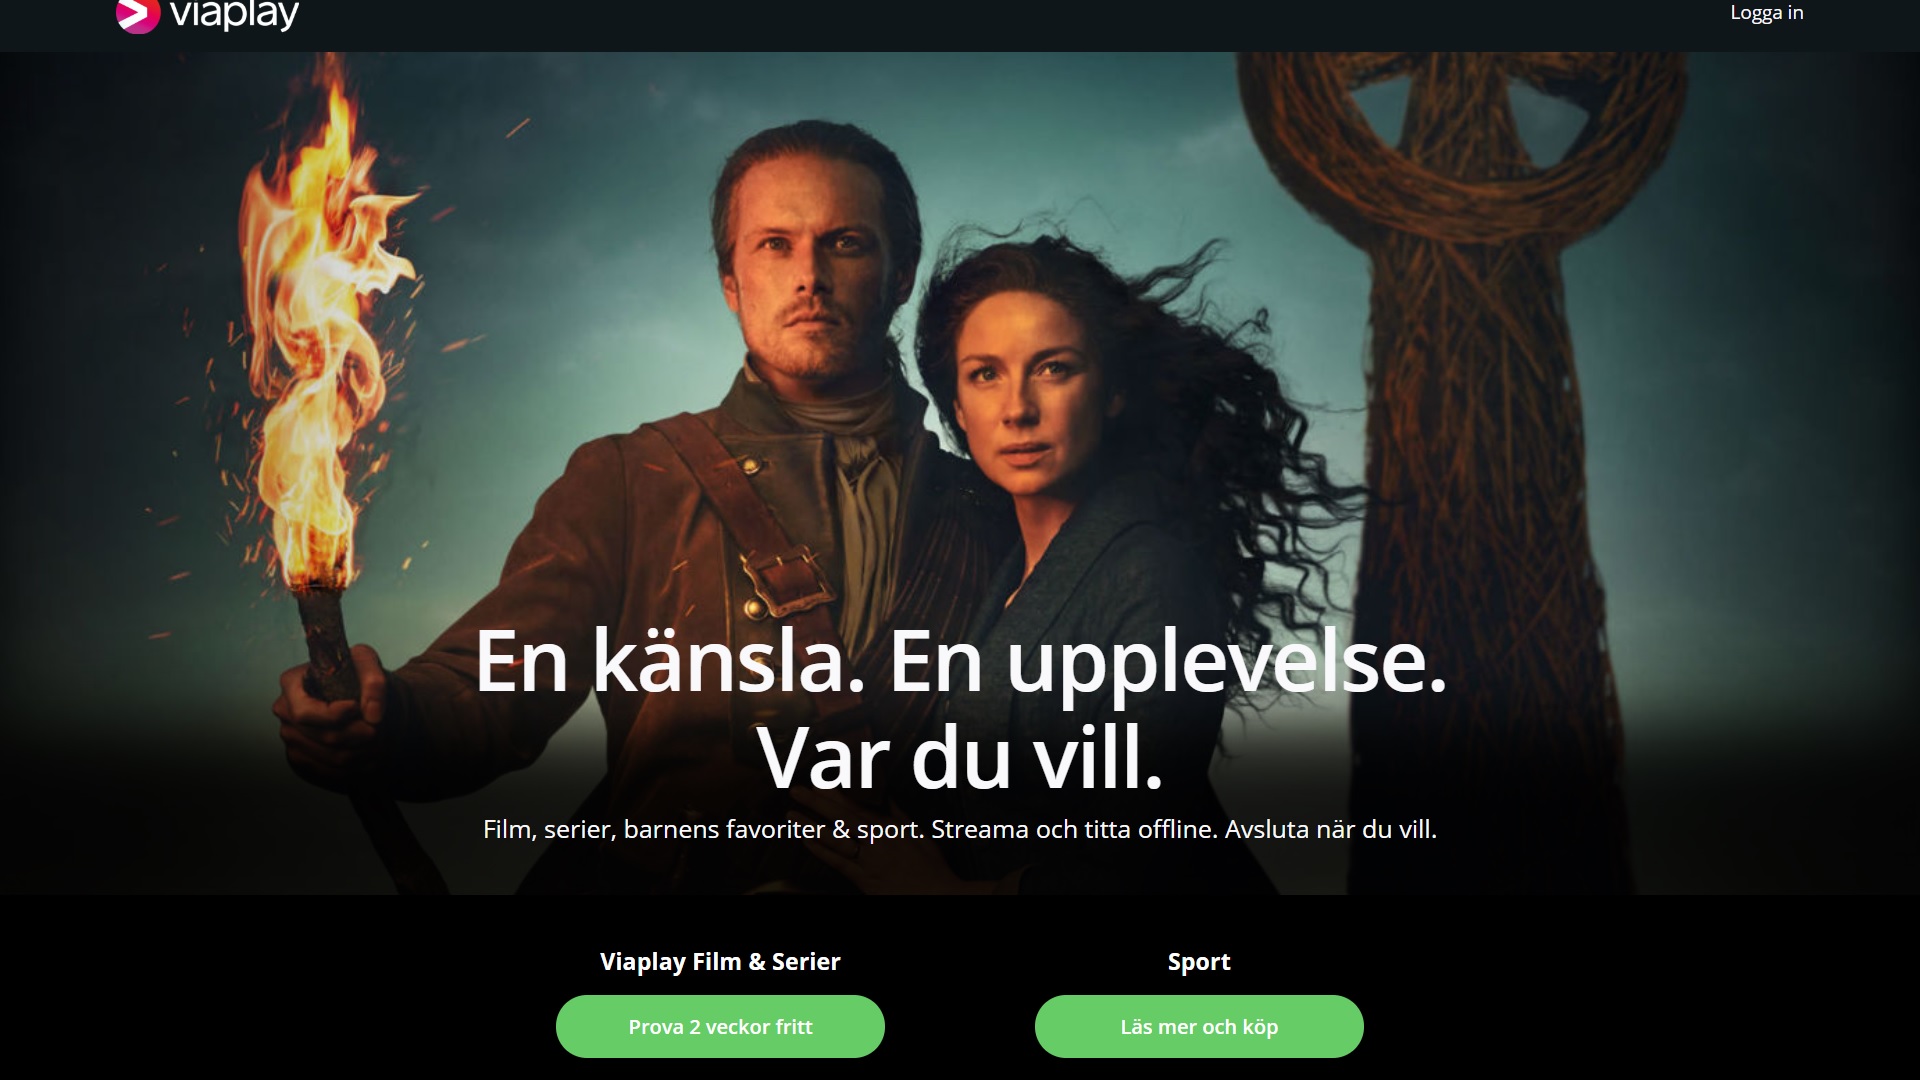 viaplay
Logga in
En känsla. En upplevelse.
Var du vill.
Film, serier, barnens favoriter & sport. Streama och titta offline. Avsluta när du vill.
Viaplay Film & Serier
Sport
Prova 2 veckor fritt
Läs mer och köp